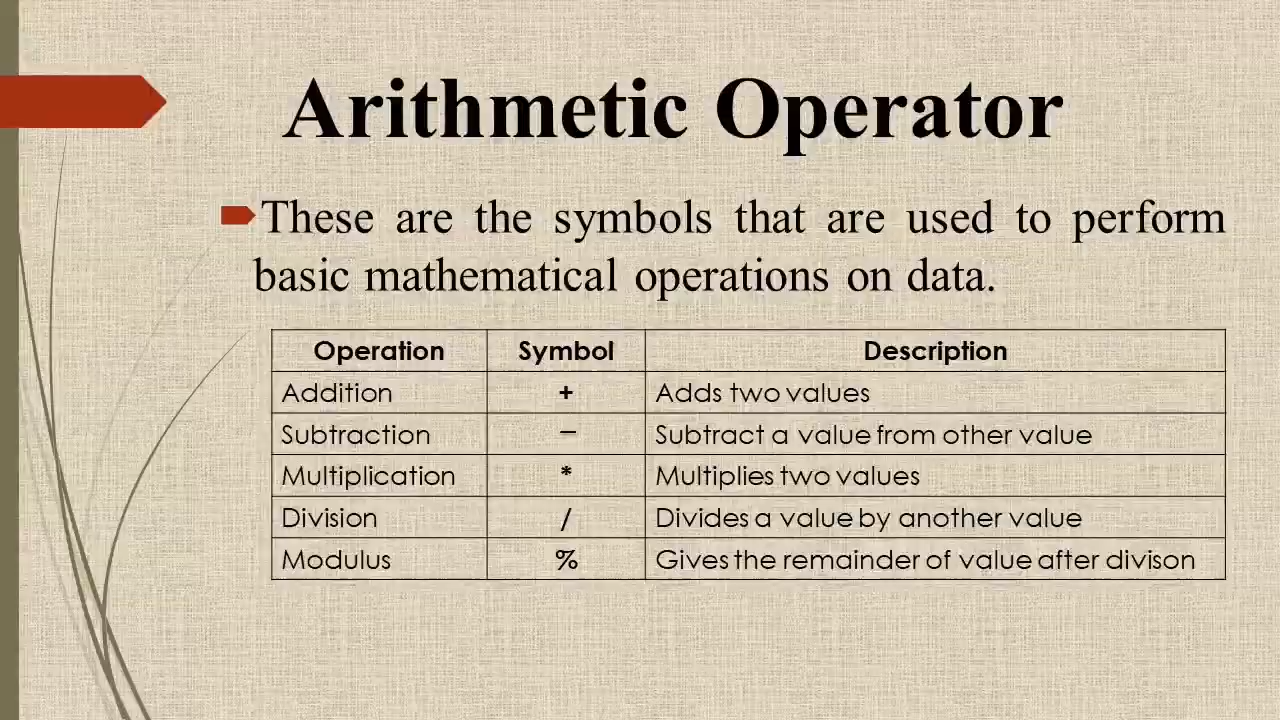 Arithmetic Operator
These are the symbols that are used to perform
basic mathematical operations on data.
Operation Symbol Description
Addition + Adds two values
Subtraction – Subtract a value from other value
Multiplication * Multiplies two values
Division / Divides a value by another value
Modulus % Gives the remainder of value after divison